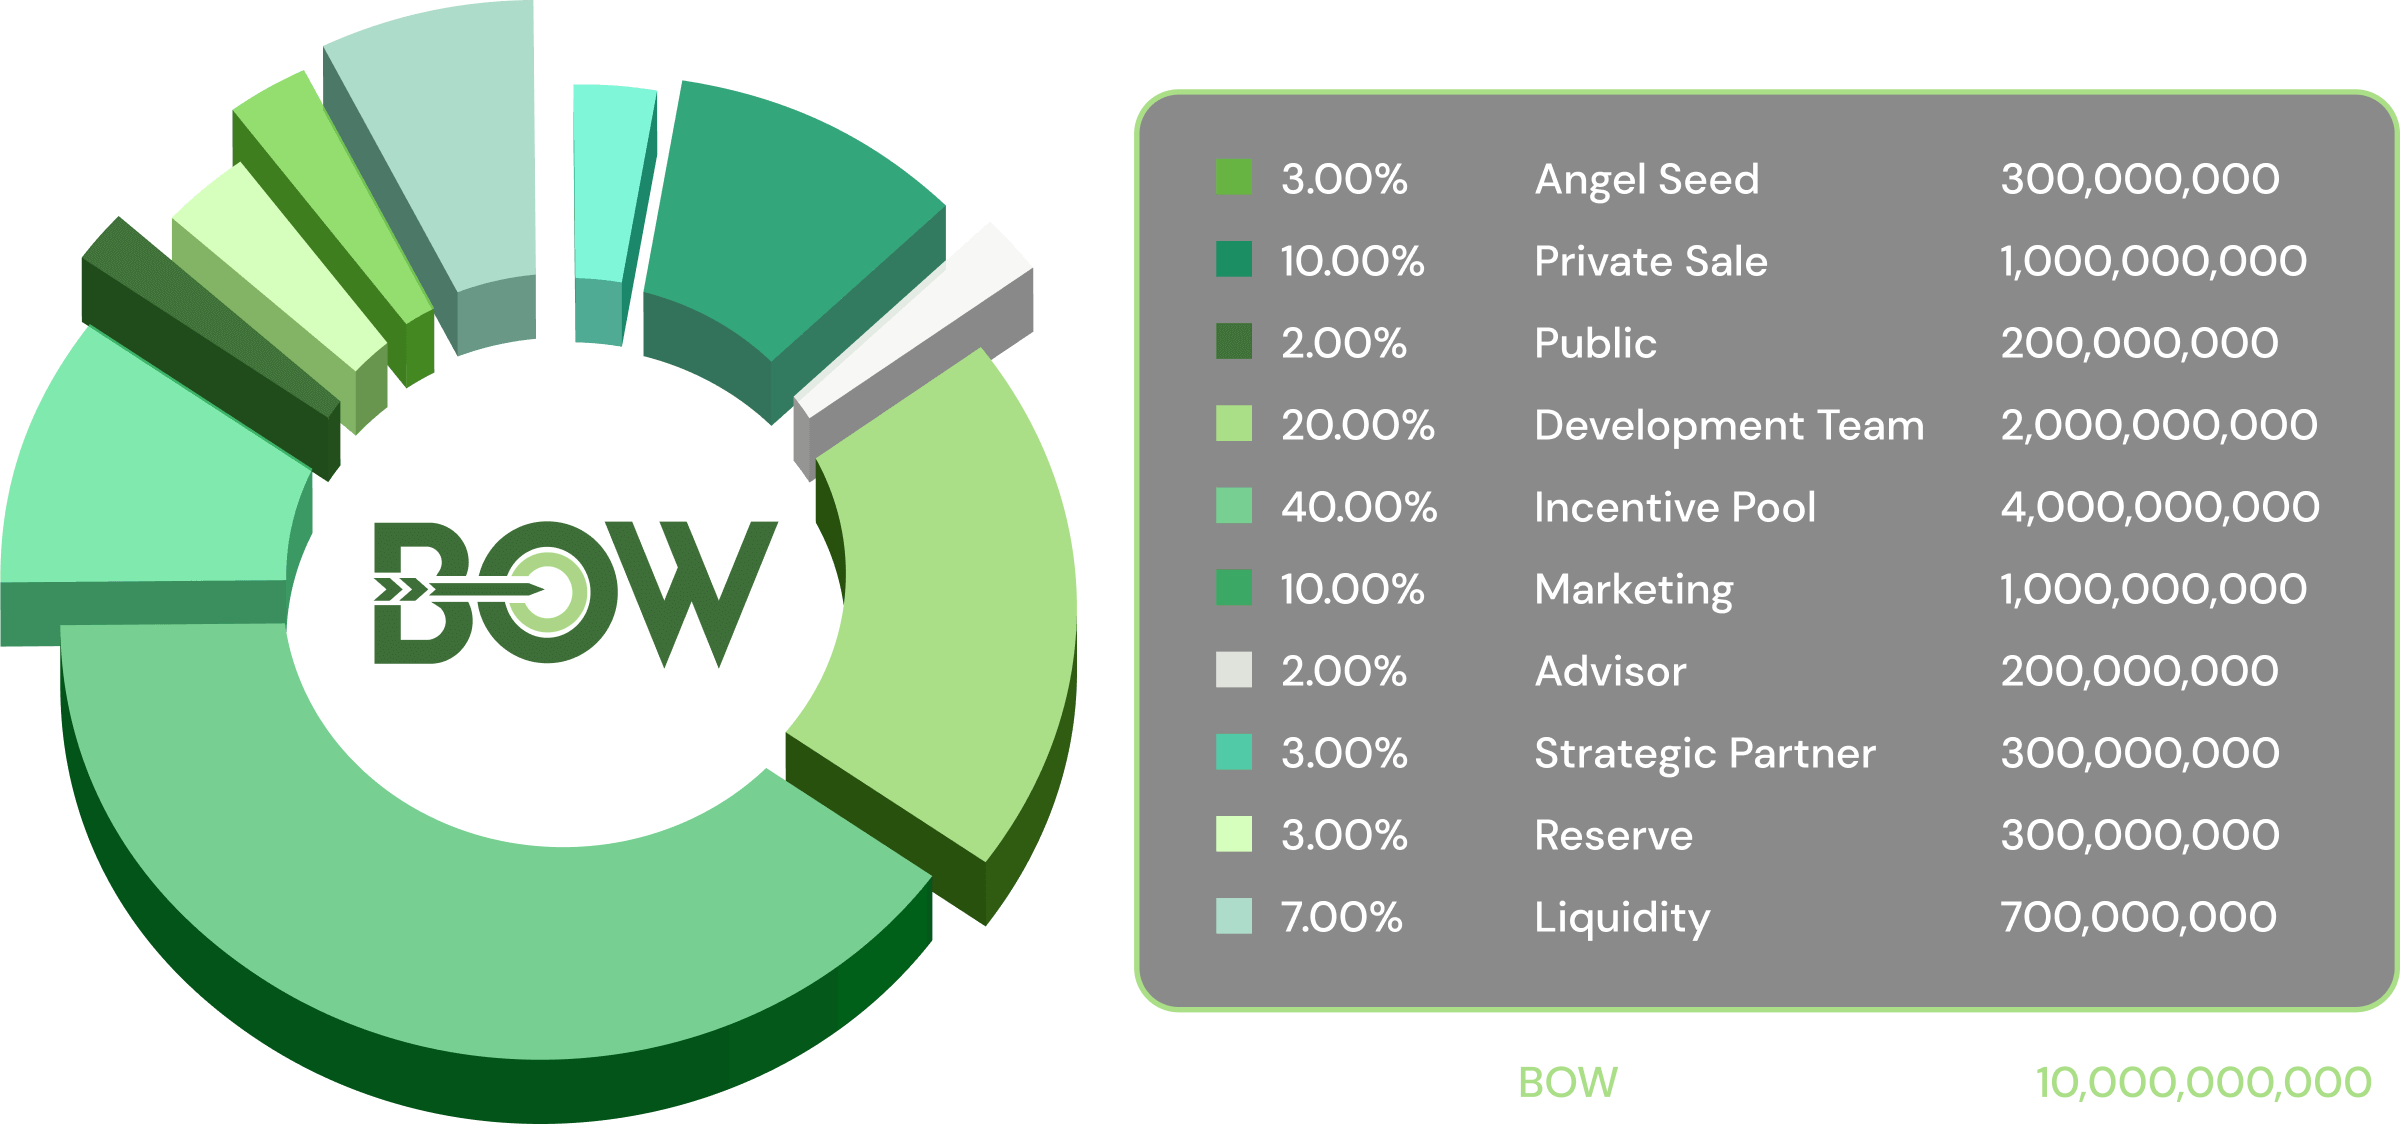 BOW
3.00% Angel Seed 300,000,000
10.00% Private Sale 1,000,000,000
2.00% Public 200,000,000
20.00% Development Team 2,000,000,000
40.00% Incentive Pool 4,000,000,000
10.00% Marketing 1,000,000,000
2.00% Advisor 200,000,000
3.00% Strategic Partner 300,000,000
3.00% Reserve 300,000,000
7.00% Liquidity 700,000,000
BOW 10,000,000,000